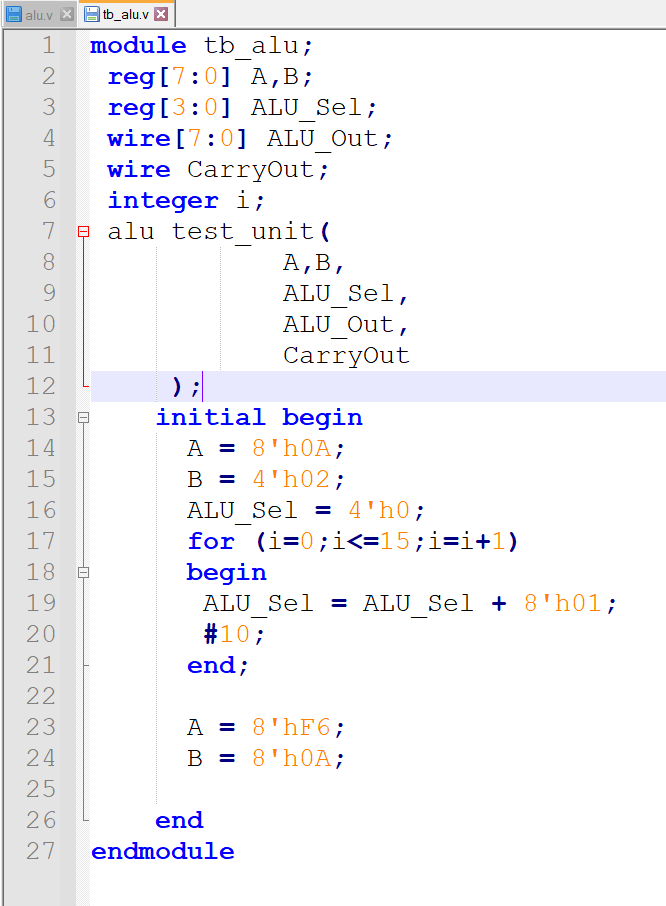 alu.v tb_alu.v
1 module tb_alu;
2 reg[7:0] A,B;
3 reg[3:0] ALU_Sel;
4 wire[7:0] ALU_Out;
5 wire CarryOut;
6 integer i;
7 alu test_unit(
8 A,B,
9 ALU_Sel,
10 ALU_Out,
11 CarryOut
12 );
13 initial begin
14 A = 8'h0A;
15 B = 4'h02;
16 ALU_Sel = 4'h0;
17 for (i=0;i<=15;i=i+1)
18 begin
19 ALU_Sel = ALU_Sel + 8'h01;
20 #10;
21 end;
22
23 A = 8'hF6;
24 B = 8'h0A;
25
26 end
27 endmodule